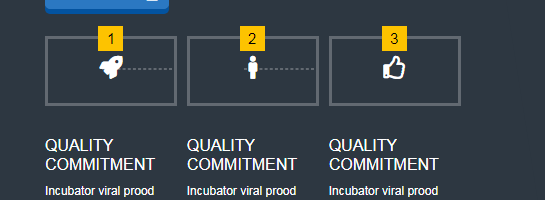 1 2 3
QUALITY QUALITY QUALITY
COMMITMENT COMMITMENT COMMITMENT
Incubator viral prood Incubator viral prood Incubator viral prood